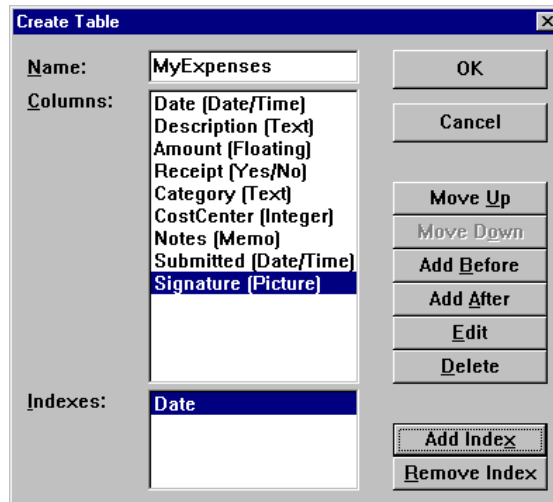 Create Table
Name:
MyExpenses
OK
Columns:
Date (Date/Time)
Description (Text)
Amount (Floating)
Receipt (Yes/No)
Category (Text)
CostCenter (Integer)
Notes (Memo)
Submitted (Date/Time)
Signature (Picture)
Cancel
Move Up
Move Down
Add Before
Add After
Edit
Delete
Indexes:
Date
Add Index
Remove Index